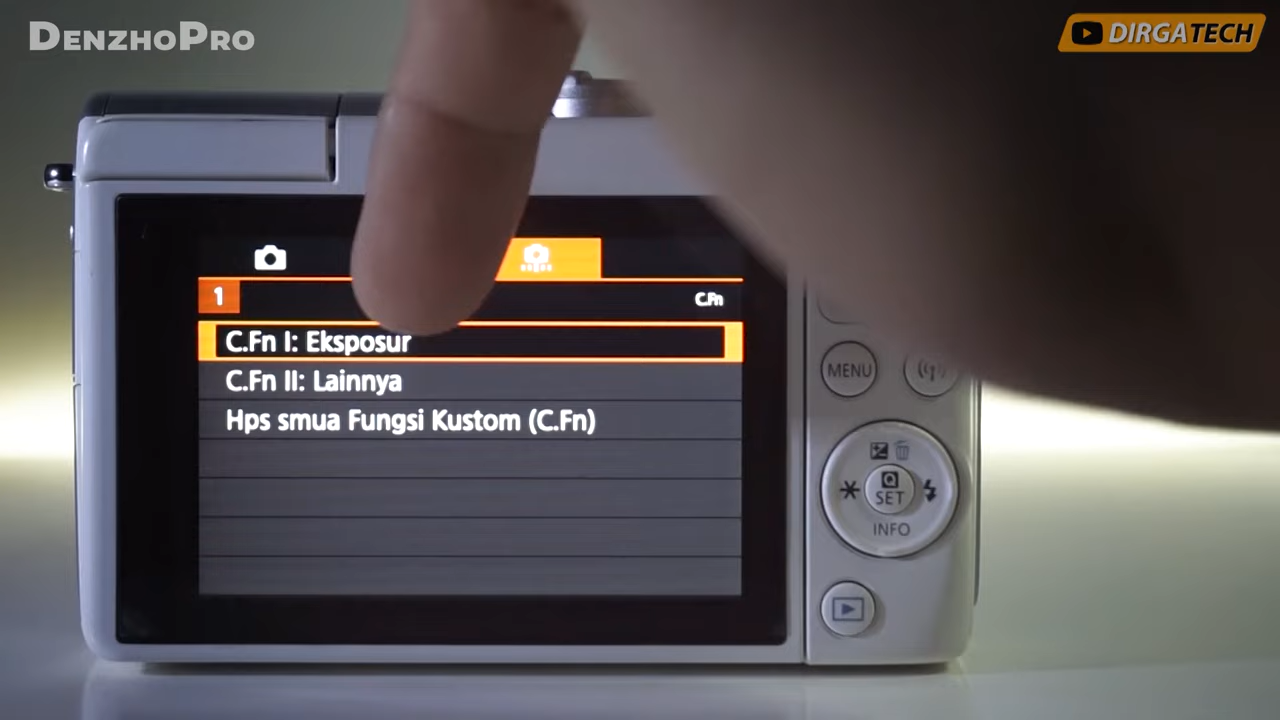 DENZHOPRO
DIRGATECH
1
C.Fn
C.Fn I: Eksposur
C.Fn II: Lainnya
Hps smua Fungsi Kustom (C.Fn)
MENU
Q
SET
INFO